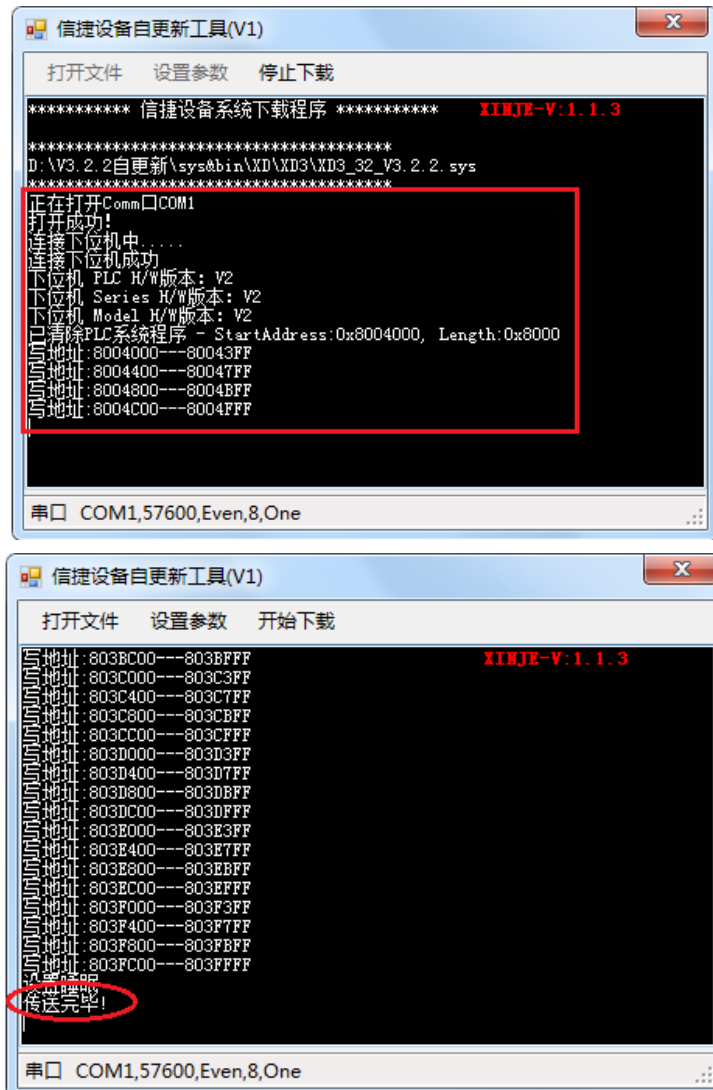 信捷设备自更新工具(V1)
打开文件 设置参数 停止下载
*********** 信捷设备系统下载程序 *********** XINJE-V:1.1.3
***************************************
D:\V3.2.2自更新\sys&bin\XD\XD3\XD3_32_V3.2.2.sys
***************************************
正在打开Comm口COM1
打开成功!
连接下位机中.....
连接下位机成功
下位机 PLC H/W版本: V2
下位机 Series H/W版本: V2
下位机 Model H/W版本: V2
已清除PLC系统程序 - StartAddress:0x8004000, Length:0x8000
写地址:8004000---80043FF
写地址:8004400---80047FF
写地址:8004800---8004BFF
写地址:8004C00---8004FFF
串口 COM1,57600,Even,8,One
信捷设备自更新工具(V1)
打开文件 设置参数 开始下载
写地址:803BC00---803BFFF XINJE-V:1.1.3
写地址:803C000---803C3FF
写地址:803C400---803C7FF
写地址:803C800---803CBFF
写地址:803CC00---803CFFF
写地址:803D000---803D3FF
写地址:803D400---803D7FF
写地址:803D800---803DBFF
写地址:803DC00---803DFFF
写地址:803E000---803E3FF
写地址:803E400---803E7FF
写地址:803E800---803EBFF
写地址:803EC00---803EFFF
写地址:803F000---803F3FF
写地址:803F400---803F7FF
写地址:803F800---803FBFF
写地址:803FC00---803FFFF
设置睡眠
传送完毕!
串口 COM1,57600,Even,8,One